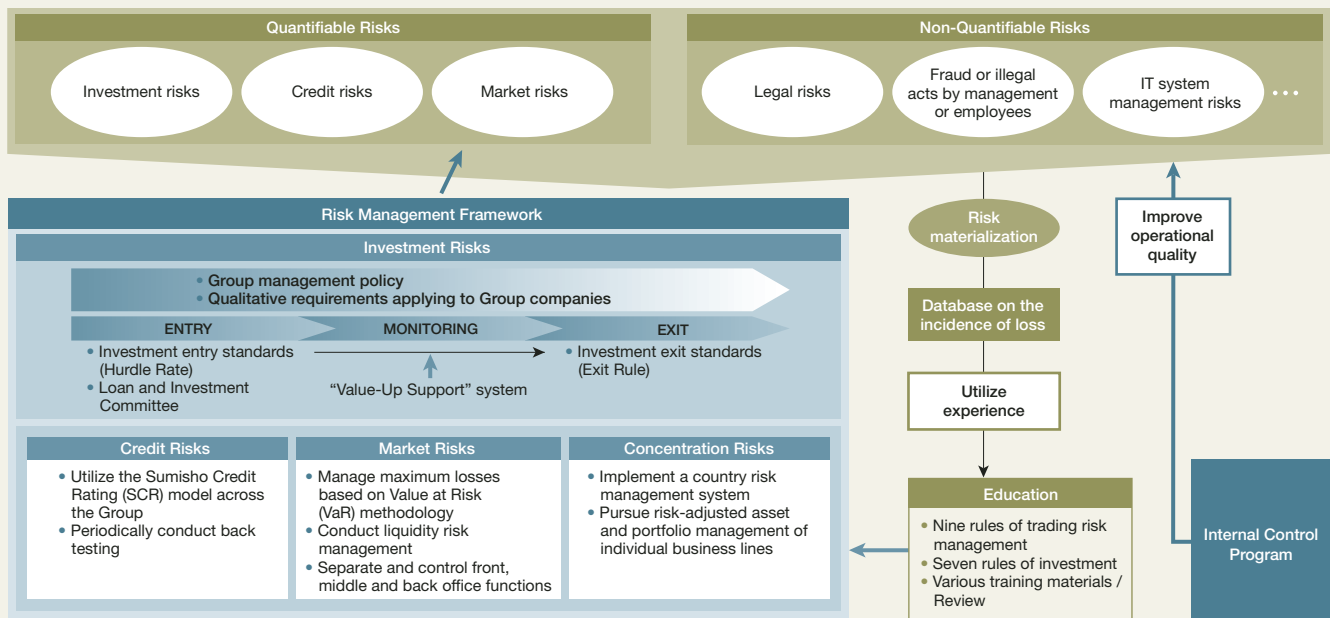 Quantifiable Risks
Investment risks
Credit risks
Market risks
Non-Quantifiable Risks
Legal risks
Fraud or illegal
acts by management
or employees
IT system
management risks
...
Risk Management Framework
Investment Risks
• Group management policy
• Qualitative requirements applying to Group companies
ENTRY
MONITORING
EXIT
• Investment entry standards
(Hurdle Rate)
• Loan and Investment
Committee
“Value-Up Support” system
• Investment exit standards
(Exit Rule)
Credit Risks
• Utilize the Sumisho Credit
Rating (SCR) model across
the Group
• Periodically conduct back
testing
Market Risks
• Manage maximum losses
based on Value at Risk
(VaR) methodology
• Conduct liquidity risk
management
• Separate and control front,
middle and back office functions
Concentration Risks
• Implement a country risk
management system
• Pursue risk-adjusted asset
and portfolio management of
individual business lines
Risk
materialization
Database on the
incidence of loss
Utilize
experience
Education
• Nine rules of trading risk
management
• Seven rules of investment
• Various training materials /
Review
Improve
operational
quality
Internal Control
Program